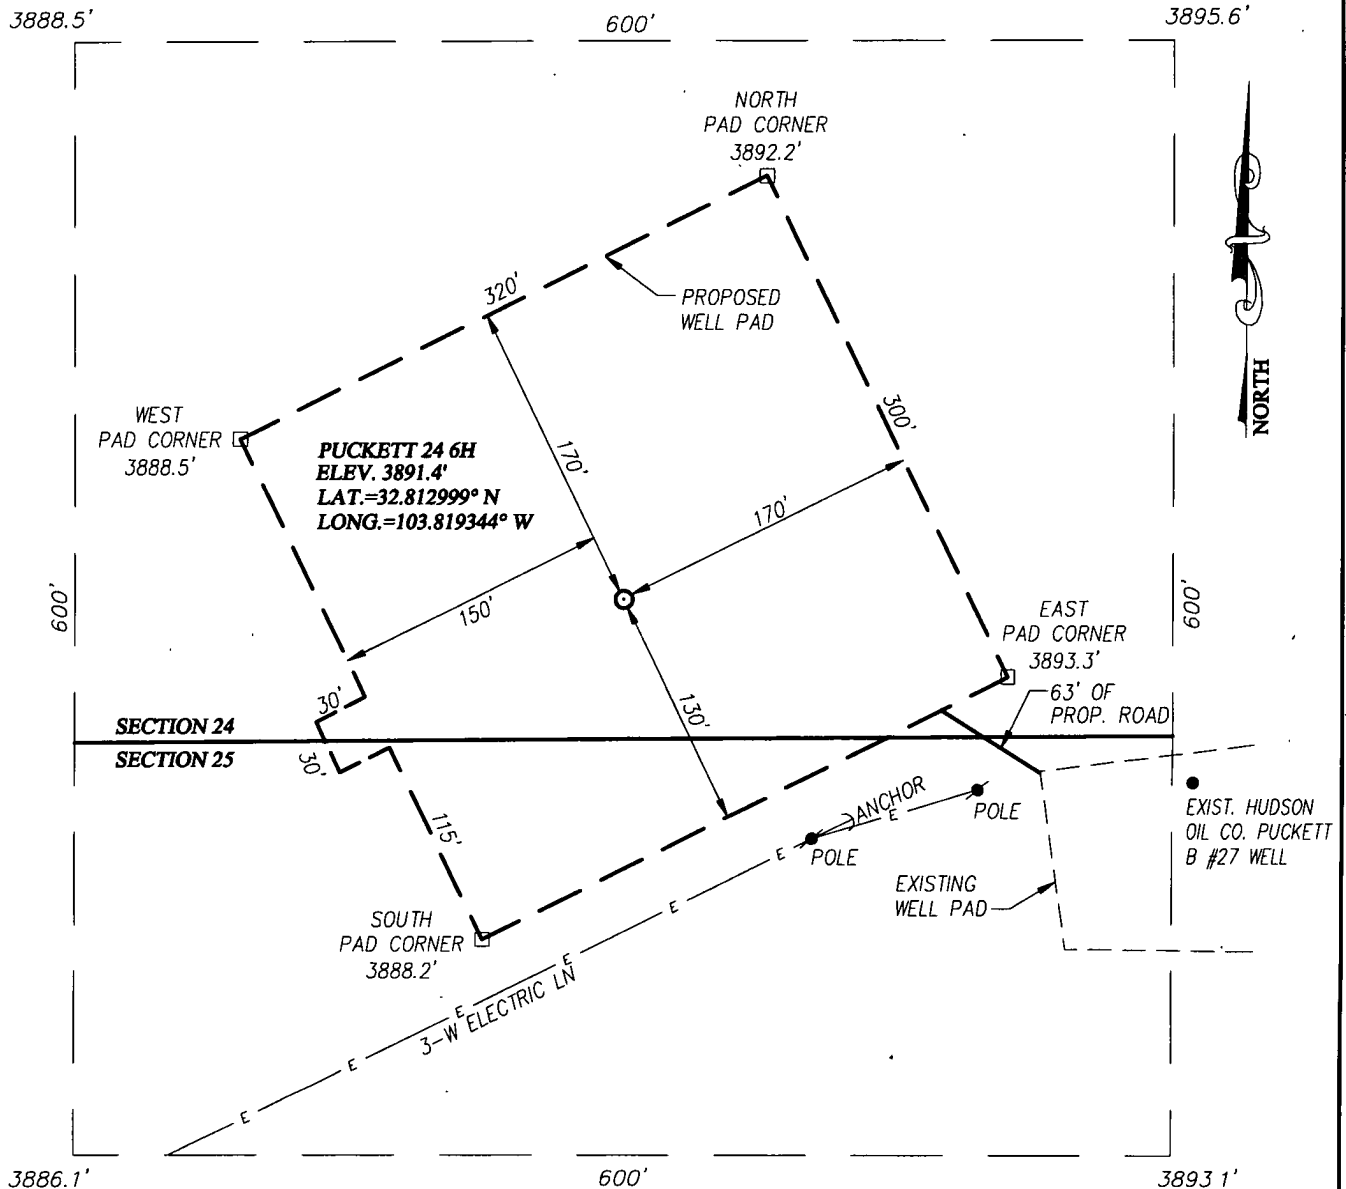 3888.5'
600'
3895.6'
NORTH
PAD CORNER
3892.2'
320'
PROPOSED
WELL PAD
NORTH
WEST
PAD CORNER
3888.5'
300'
PUCKETT 24 6H
ELEV. 3891.4'
LAT.=32.812999° N
LONG.=103.819344° W
170'
170'
150'
600'
600'
EAST
PAD CORNER
3893.3'
63' OF
PROP. ROAD
30'
130'
SECTION 24
SECTION 25
30'
115'
ANCHOR
E
POLE
POLE
E
EXIST. HUDSON
OIL CO. PUCKETT
B #27 WELL
EXISTING
WELL PAD
E
SOUTH
PAD CORNER
3888.2'
E
E
3-W ELECTRIC LN
E
E
3886.1'
600'
3893.1'